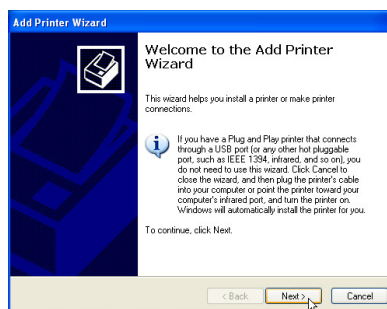 Add Printer Wizard
Welcome to the Add Printer
Wizard
This wizard helps you install a printer or make printer
connections.
If you have a Plug and Play printer that connects
through a USB port (or any other hot pluggable
port, such as IEEE 1394, infrared, and so on), you
do not need to use this wizard. Click Cancel to
close the wizard, and then plug the printer's cable
into your computer or point the printer toward your
computer's infrared port, and turn the printer on.
Windows will automatically install the printer for you.
To continue, click Next.
< Back Next > Cancel